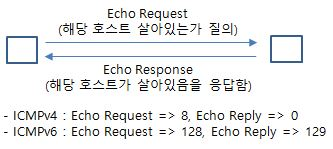 Echo Request
(해당 호스트 살아있는가 질의)
Echo Response
(해당 호스트가 살아있음을 응답함)
- ICMPv4 : Echo Request => 8, Echo Reply => 0
- ICMPv6 : Echo Request => 128, Echo Reply => 129